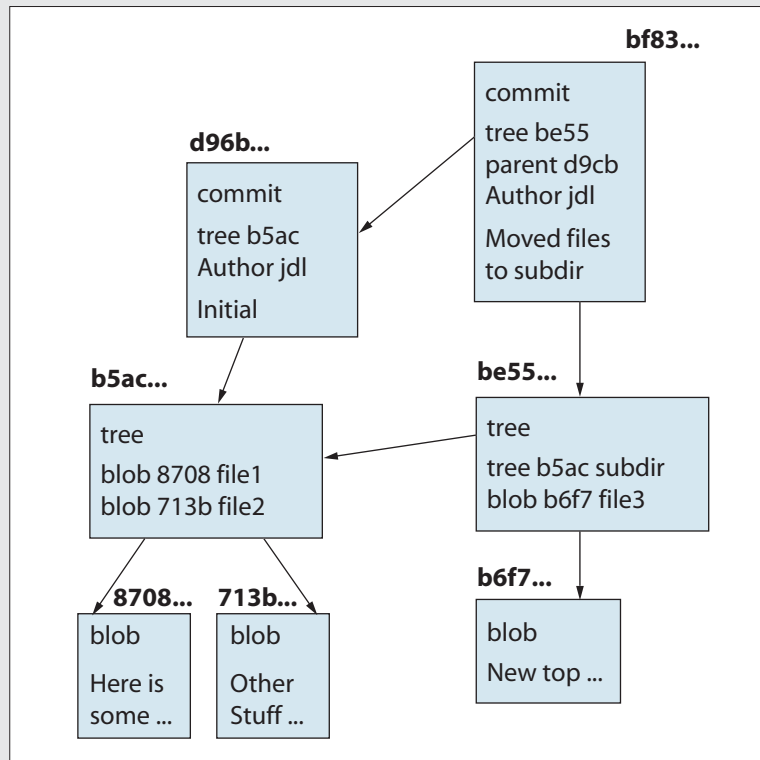 bf83...
commit
tree be55
parent d9cb
Author jdl
Moved files
to subdir
d96b...
commit
tree b5ac
Author jdl
Initial
b5ac...
tree
blob 8708 file1
blob 713b file2
be55...
tree
tree b5ac subdir
blob b6f7 file3
8708...
blob
Here is
some ...
713b...
blob
Other
Stuff ...
b6f7...
blob
New top ...